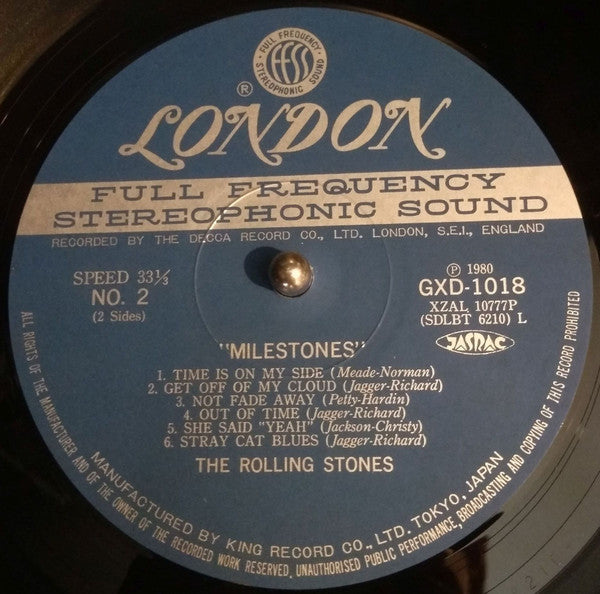 FULL FREQUENCY
ffss
STEREOPHONIC SOUND
®
LONDON
FULL FREQUENCY
STEREOPHONIC SOUND
RECORDED BY THE DECCA RECORD CO., LTD. LONDON, S.E.I., ENGLAND
SPEED 33⅓
NO. 2
(2 Sides)
Ⓟ 1980
GXD-1018
XZAL 10777P
(SDLBT 6210) L
JASRAC
"MILESTONES"
1. TIME IS ON MY SIDE (Meade-Norman)
2. GET OFF OF MY CLOUD (Jagger-Richard)
3. NOT FADE AWAY (Petty-Hardin)
4. OUT OF TIME (Jagger-Richard)
5. SHE SAID "YEAH" (Jackson-Christy)
6. STRAY CAT BLUES (Jagger-Richard)
THE ROLLING STONES
MANUFACTURED BY KING RECORD CO., LTD. TOKYO, JAPAN
ALL RIGHTS OF THE MANUFACTURER AND OF THE OWNER OF THE RECORDED WORK RESERVED. UNAUTHORISED PUBLIC PERFORMANCE, BROADCASTING AND COPYING OF THIS RECORD PROHIBITED